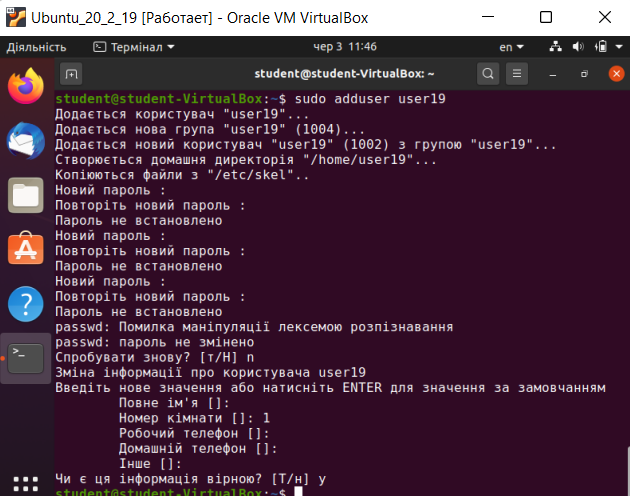 Ubuntu_20_2_19 [Работает] - Oracle VM VirtualBox
Діяльність Термінал чер 3 11:46 en
student@student-VirtualBox: ~
student@student-VirtualBox:~$ sudo adduser user19
Додається користувач "user19"...
Додається нова група "user19" (1004)...
Додається новий користувач "user19" (1002) з групою "user19"...
Створюється домашня директорія "/home/user19"...
Копіюються файли з "/etc/skel"..
Новий пароль :
Повторіть новий пароль :
Пароль не встановлено
Новий пароль :
Повторіть новий пароль :
Пароль не встановлено
Новий пароль :
Повторіть новий пароль :
Пароль не встановлено
passwd: Помилка маніпуляції лексемою розпізнавання
passwd: пароль не змінено
Спробувати знову? [т/Н] n
Зміна інформації про користувача user19
Введіть нове значення або натисніть ENTER для значення за замовчанням
Повне ім'я []:
Номер кімнати []: 1
Робочий телефон []:
Домашній телефон []:
Інше []:
Чи є ця інформація вірною? [Т/н] y
student@student-VirtualBox:~$